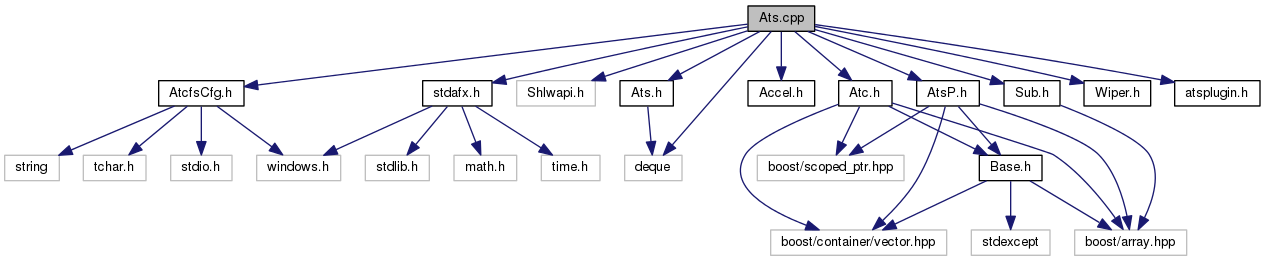 Ats.cpp
AtcfsCfg.h
stdafx.h
Shlwapi.h
Ats.h
Accel.h
Atc.h
AtsP.h
Sub.h
Wiper.h
atsplugin.h
string
tchar.h
stdio.h
windows.h
stdlib.h
math.h
time.h
deque
boost/scoped_ptr.hpp
Base.h
boost/container/vector.hpp
stdexcept
boost/array.hpp